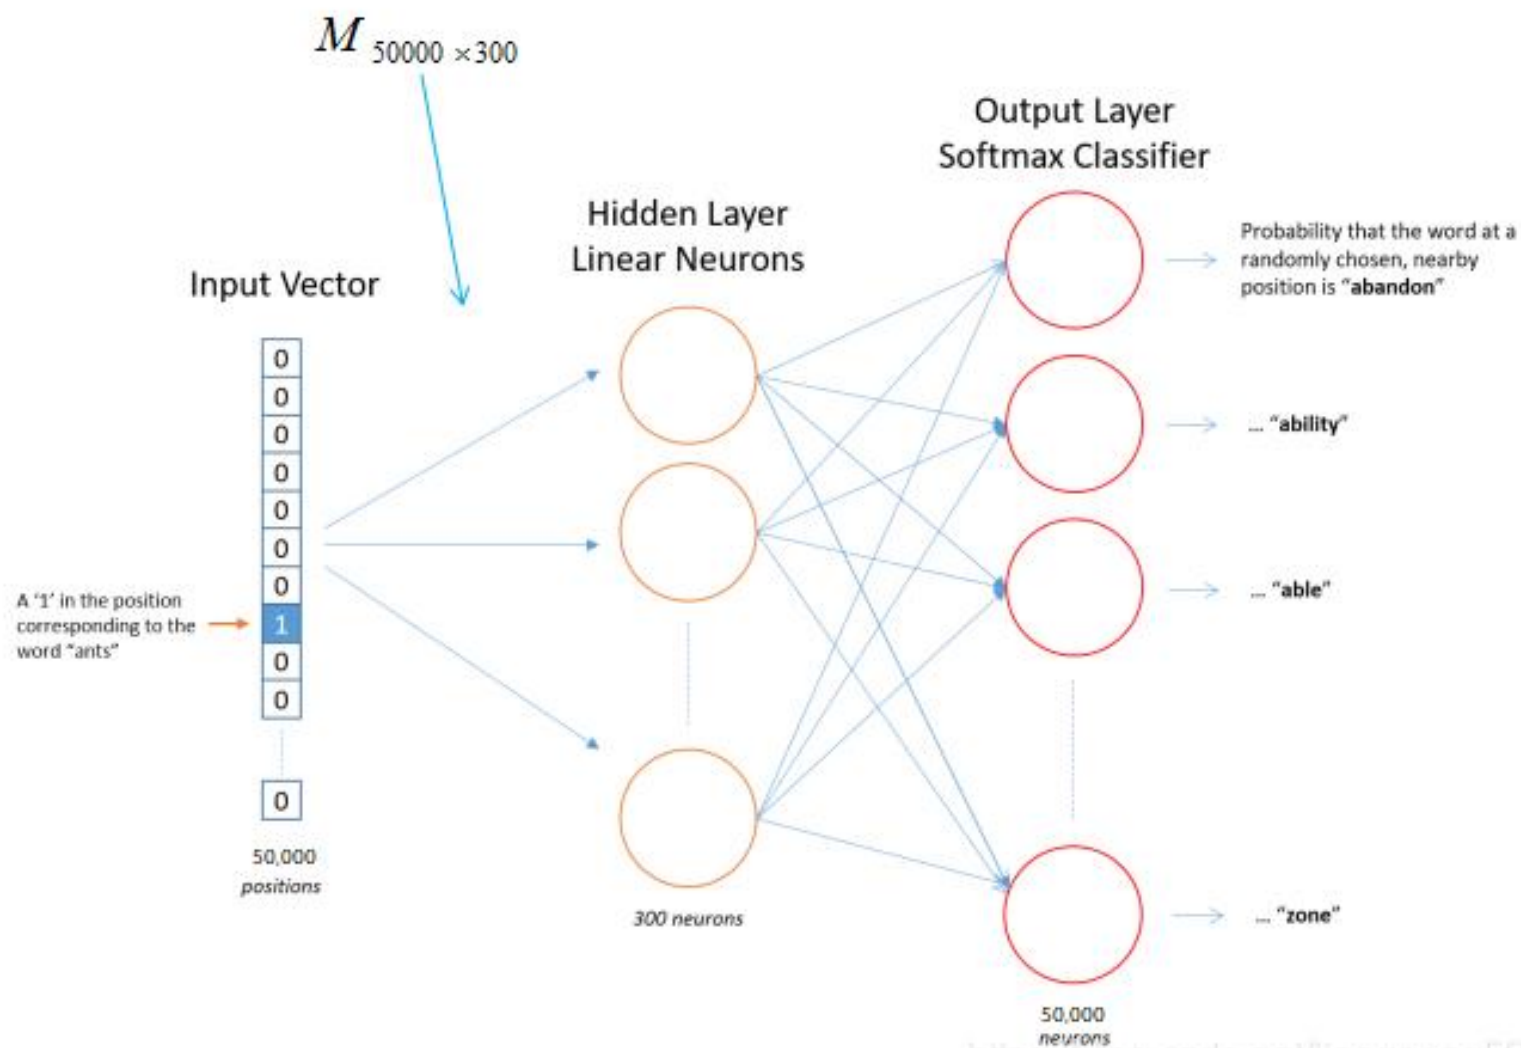 M 50000 ×300
Output Layer
Softmax Classifier
Hidden Layer
Linear Neurons
Input Vector
0
0
0
0
0
0
0
1
0
0
0
A ‘1’ in the position
corresponding to the
word “ants”
50,000
positions
300 neurons
Probability that the word at a
randomly chosen, nearby
position is “abandon”
... “ability”
... “able”
... “zone”
50,000
neurons